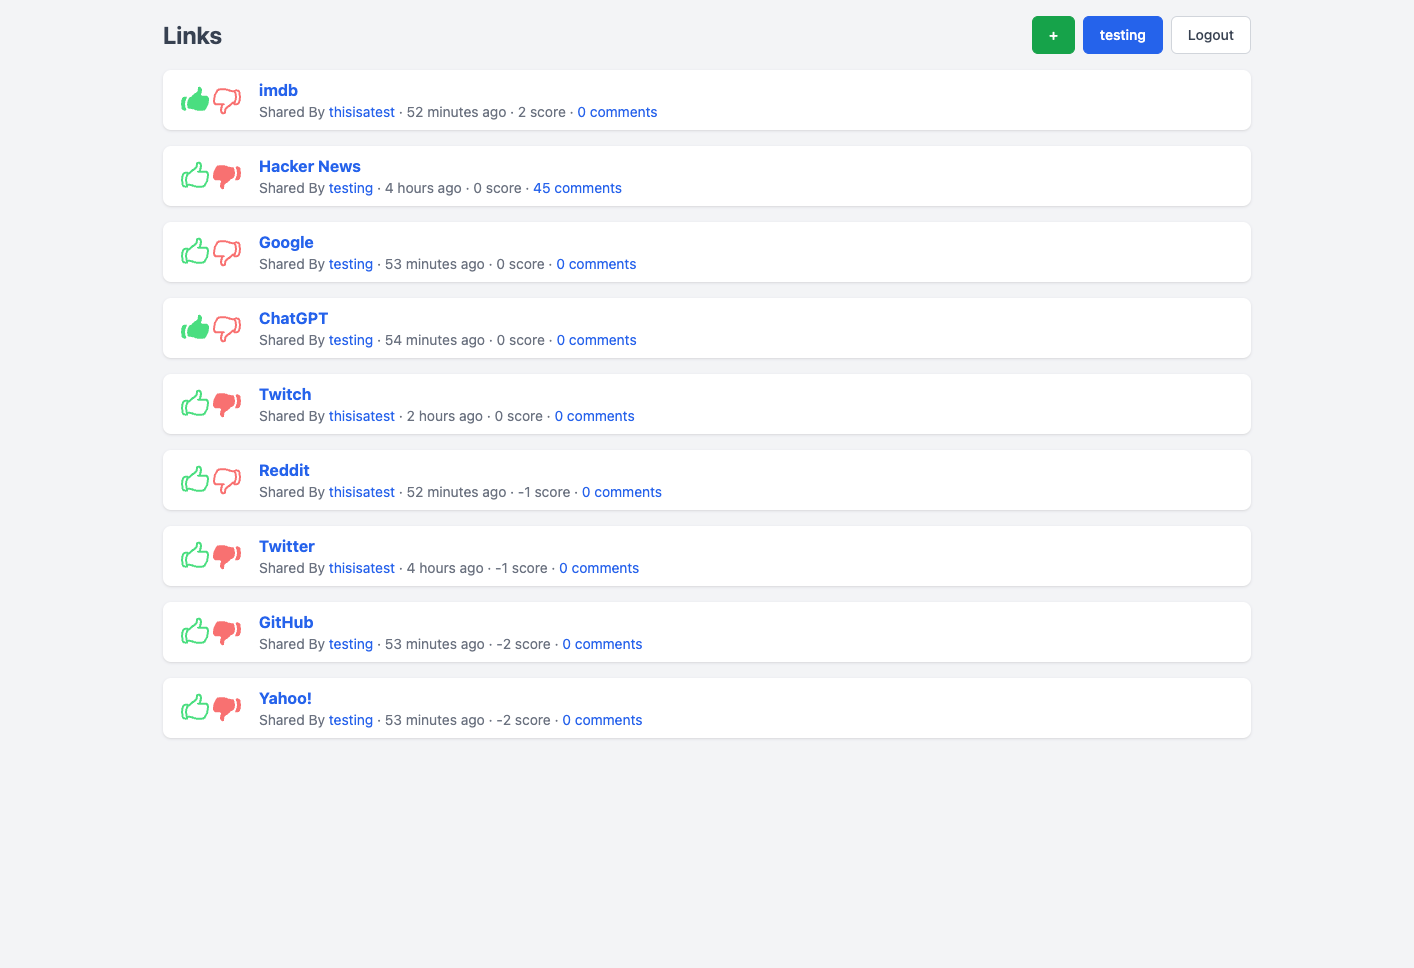 Links
+
testing
Logout
imdb
Shared By thisisatest · 52 minutes ago · 2 score · 0 comments
Hacker News
Shared By testing · 4 hours ago · 0 score · 45 comments
Google
Shared By testing · 53 minutes ago · 0 score · 0 comments
ChatGPT
Shared By testing · 54 minutes ago · 0 score · 0 comments
Twitch
Shared By thisisatest · 2 hours ago · 0 score · 0 comments
Reddit
Shared By thisisatest · 52 minutes ago · -1 score · 0 comments
Twitter
Shared By thisisatest · 4 hours ago · -1 score · 0 comments
GitHub
Shared By testing · 53 minutes ago · -2 score · 0 comments
Yahoo!
Shared By testing · 53 minutes ago · -2 score · 0 comments